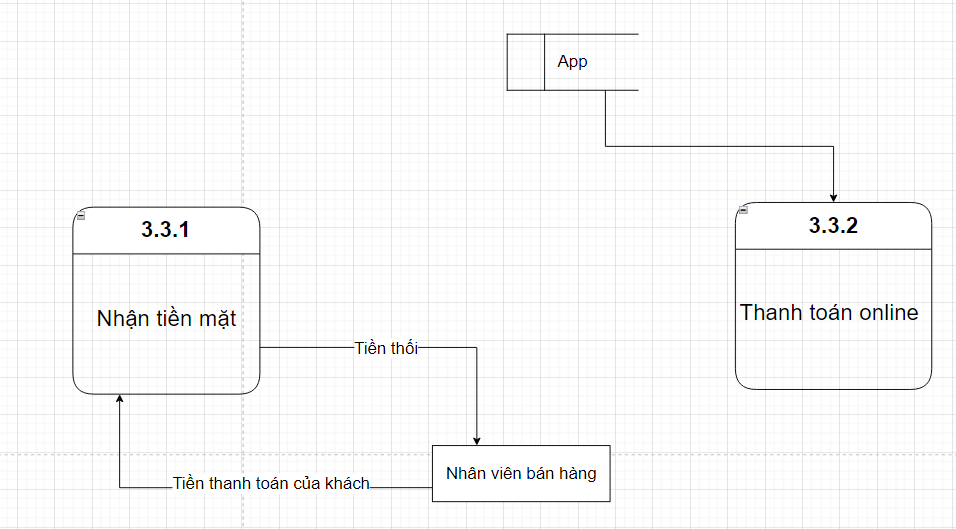 App
3.3.1
3.3.2
Nhận tiền mặt
Thanh toán online
Tiền thối
Nhân viên bán hàng
Tiền thanh toán của khách